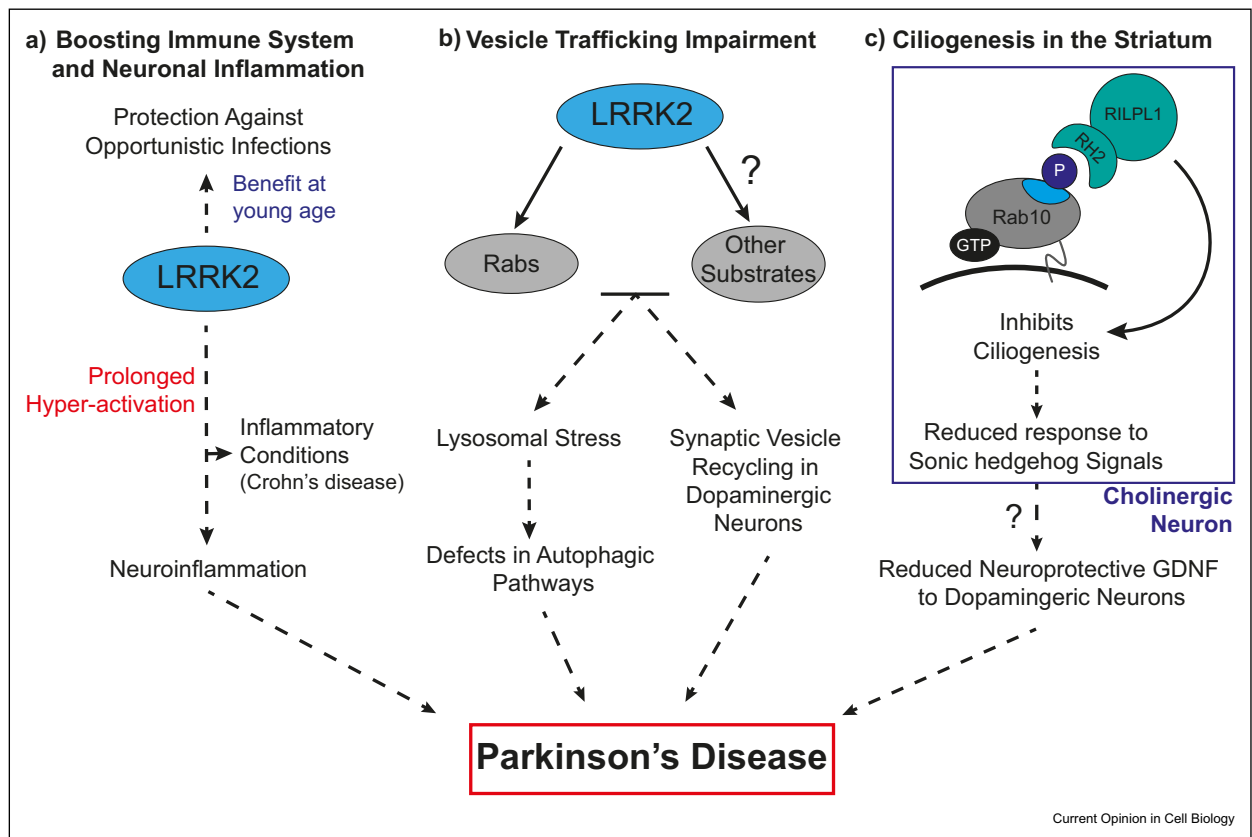 a) Boosting Immune System
and Neuronal Inflammation
Protection Against
Opportunistic Infections
Benefit at
young age
LRRK2
Prolonged
Hyper-activation
Inflammatory
Conditions
(Crohn's disease)
Neuroinflammation
b) Vesicle Trafficking Impairment
LRRK2
?
Rabs
Other
Substrates
Lysosomal Stress
Synaptic Vesicle
Recycling in
Dopaminergic
Neurons
Defects in Autophagic
Pathways
c) Ciliogenesis in the Striatum
RILPL1
RH2
P
Rab10
GTP
Inhibits
Ciliogenesis
Reduced response to
Sonic hedgehog Signals
Cholinergic
Neuron
?
Reduced Neuroprotective GDNF
to Dopamingeric Neurons
Parkinson's Disease
Current Opinion in Cell Biology